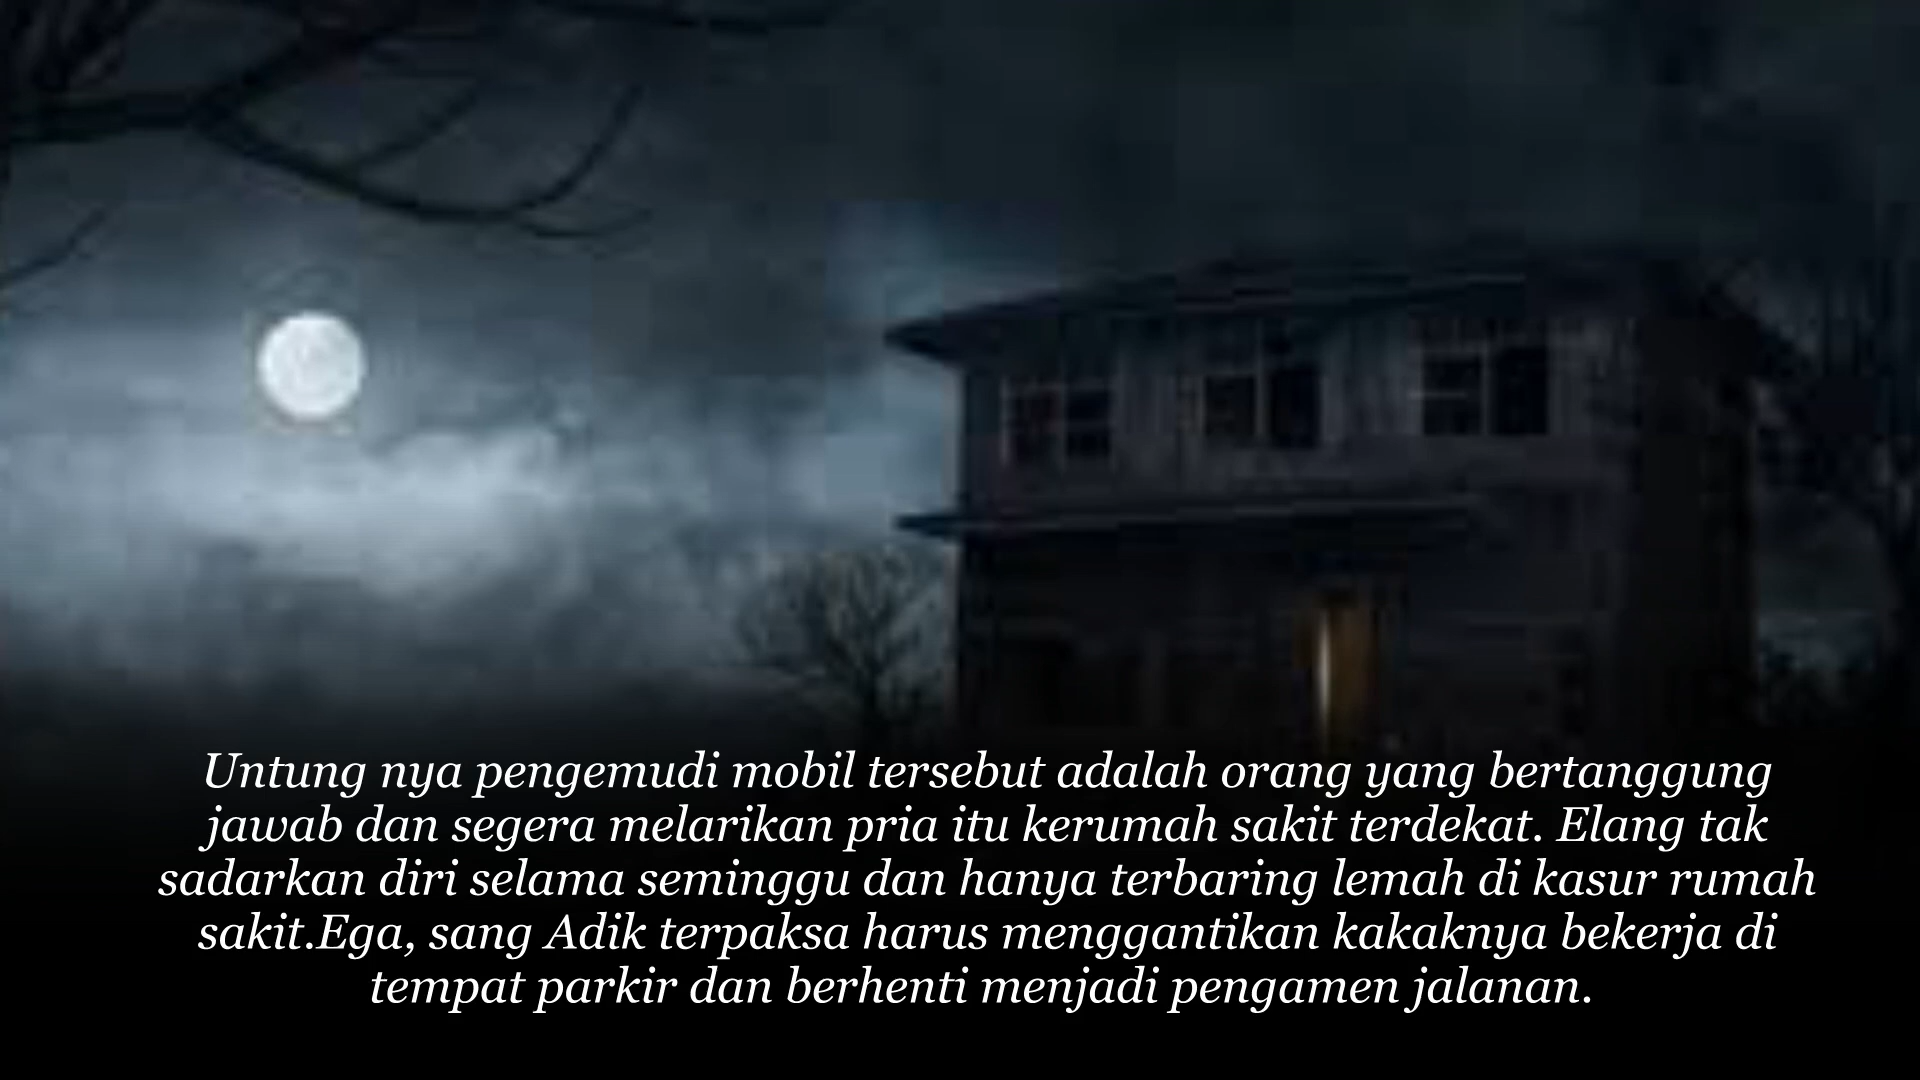 Untung nya pengemudi mobil tersebut adalah orang yang bertanggung
jawab dan segera melarikan pria itu kerumah sakit terdekat. Elang tak
sadarkan diri selama seminggu dan hanya terbaring lemah di kasur rumah
sakit.Ega, sang Adik terpaksa harus menggantikan kakaknya bekerja di
tempat parkir dan berhenti menjadi pengamen jalanan.